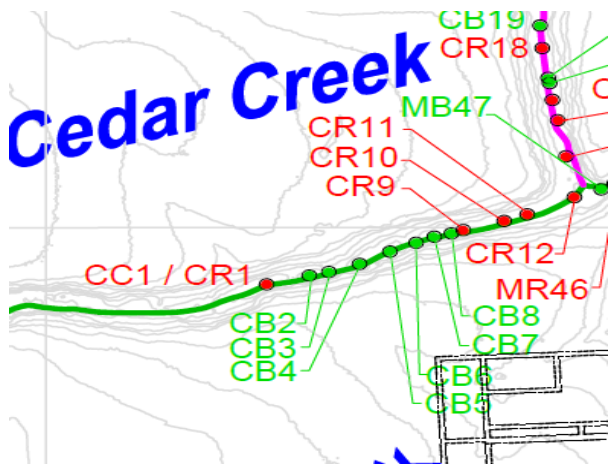 CB19
CR18
Cedar Creek
MB47
CR11
CR10
CR9
CR12
CC1 / CR1
MR46
CB2
CB8
CB3
CB7
CB4
CB6
CB5